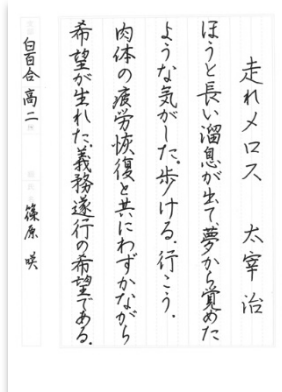 走れメロス 太宰治
ほうと長い溜息が出て、夢から覚めた
ような気がした。歩ける。行こう。
肉体の疲労恢復と共にわずかながら
希望が生れた。義務遂行の希望である。
白百合 高二 篠原 咲